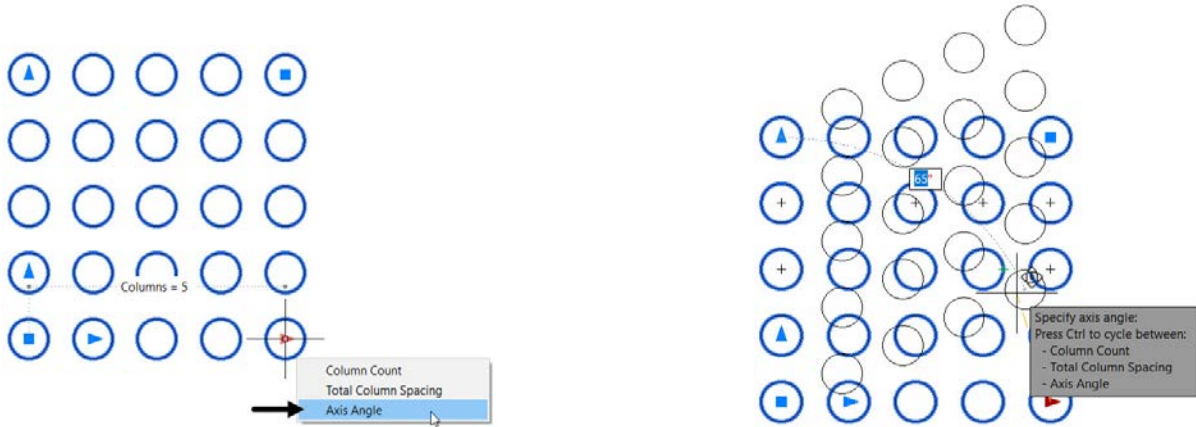 Columns = 5
Column Count
Total Column Spacing
Axis Angle
65°
Specify axis angle:
Press Ctrl to cycle between:
- Column Count
- Total Column Spacing
- Axis Angle